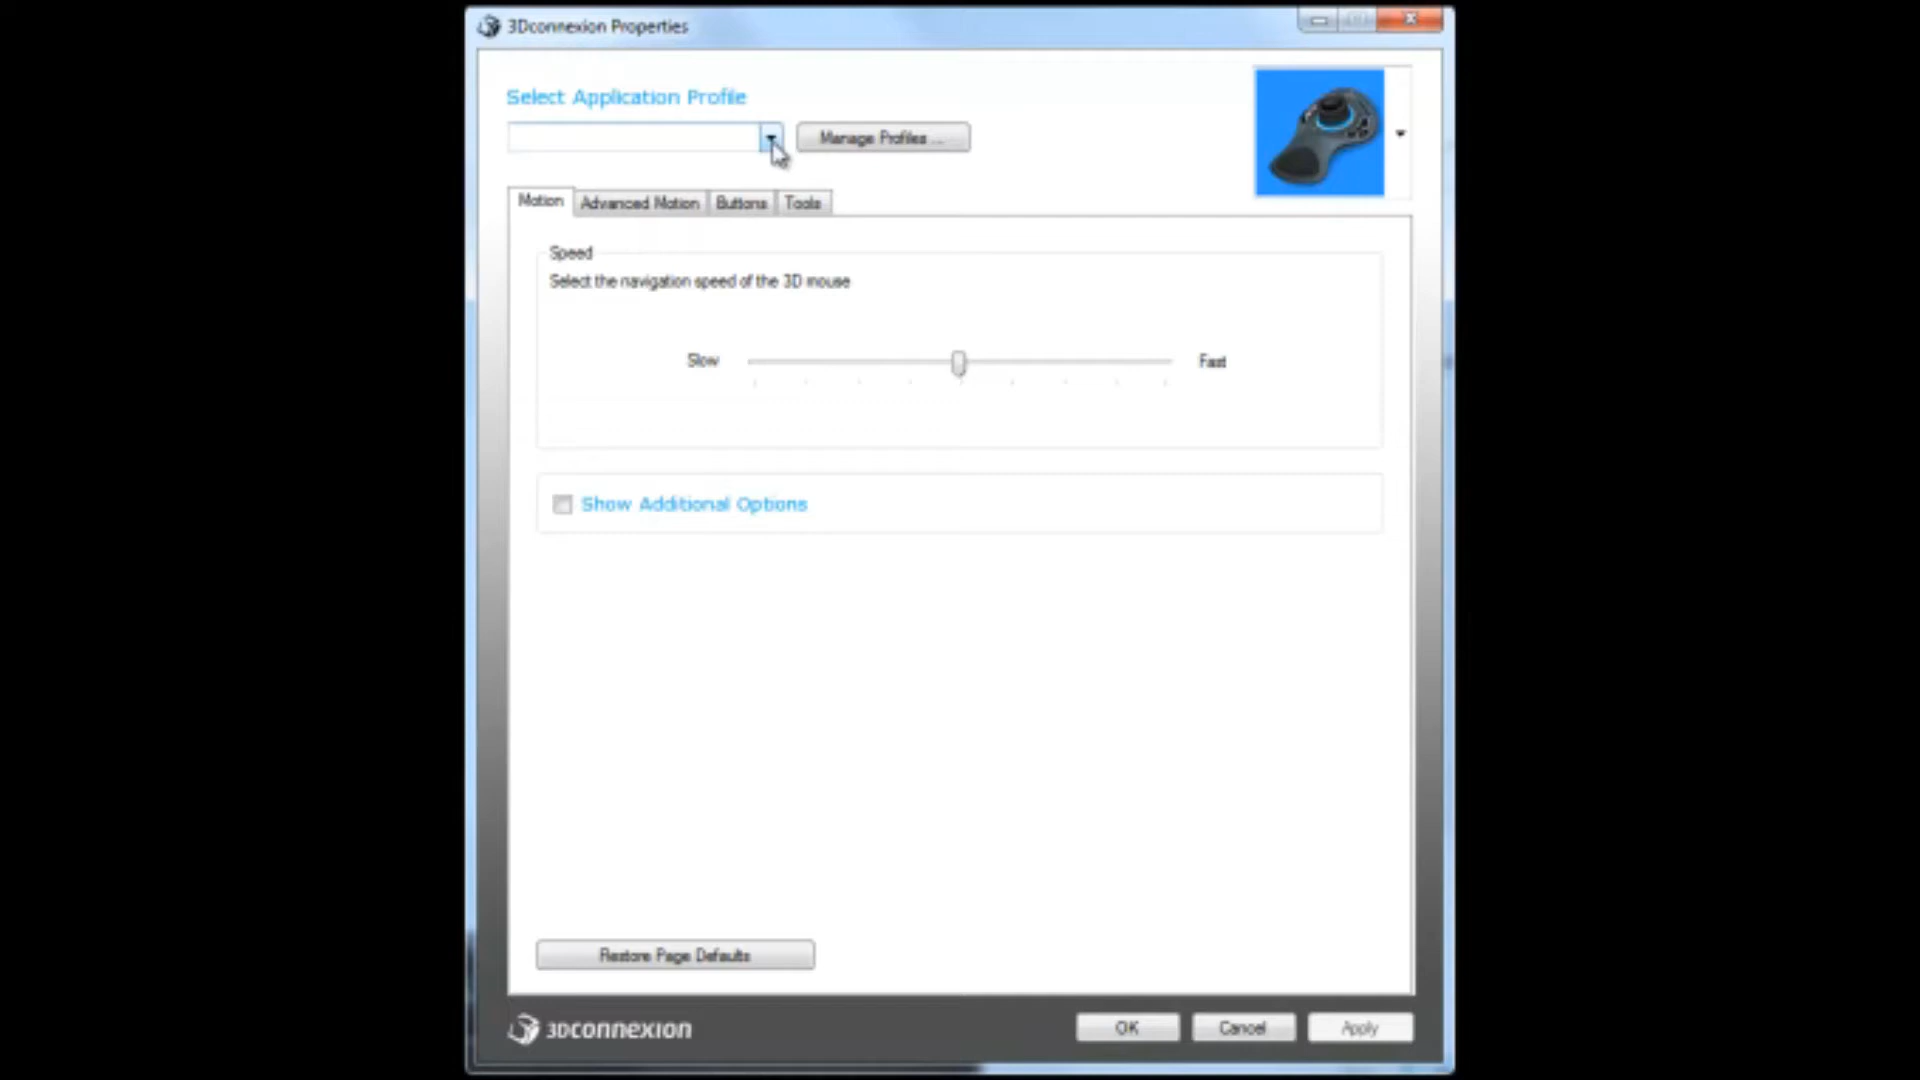 3Dconnexion Properties
Select Application Profile
Manage Profiles ...
Motion Advanced Motion Buttons Tools
Speed
Select the navigation speed of the 3D mouse
Slow Fast
Show Additional Options
Restore Page Defaults
3Dconnexion OK Cancel Apply